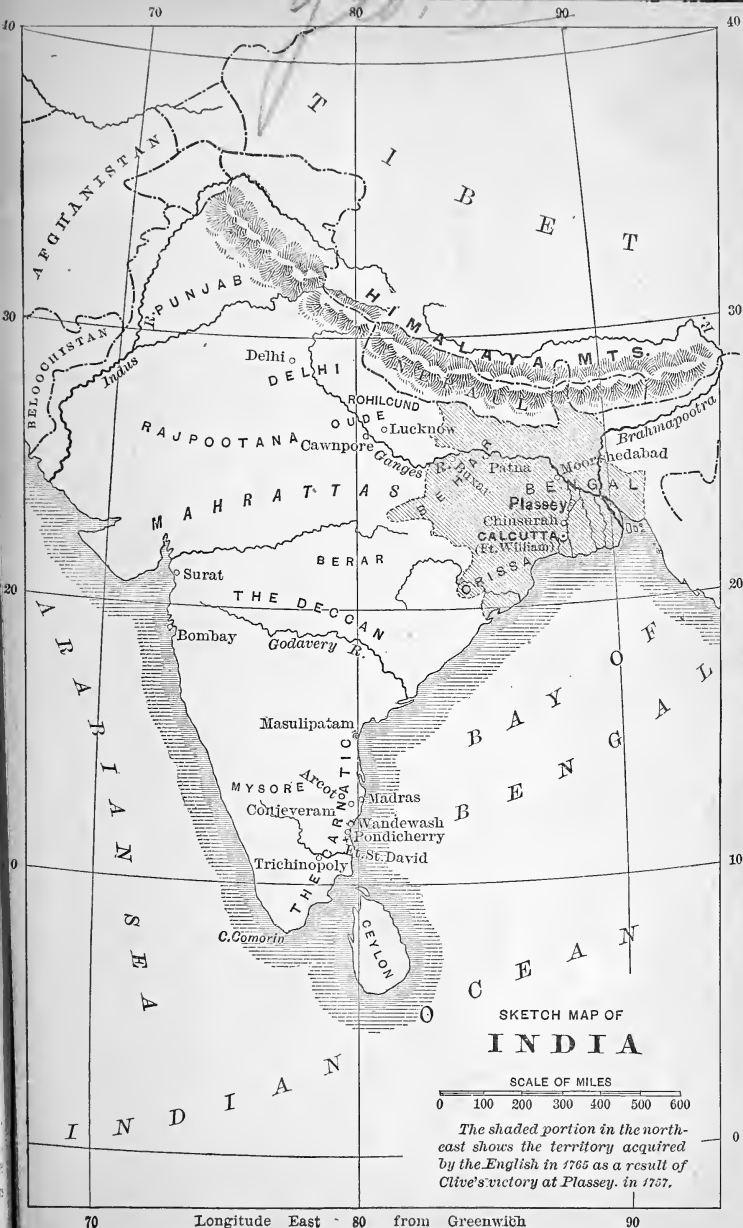 70 80 90
40 40
TIBET
AFGHANISTAN
PUNJAB
HIMALAYA MTS.
30 30
R.
BELOOCHISTAN
Indus
Delhi
DELHI
NEPAUL
ROHILCUND
OUDE
Lucknow
RAJPOOTANA
Cawnpore
Ganges R.
Buxar
Patna
Moorshedabad
Brahmapootra
BEHAR
BENGAL
MAHRATTAS
Plassey
Chinsurah
CALCUTTA
(Ft. William)
BERAR
ORISSA
Surat
20 20
THE DECCAN
Bombay
Godavery R.
ARABIAN SEA
BAY OF
BENGAL
Masulipatam
MYSORE
Arcot
Madras
Conjeveram
THE CARNATIC
Wandewash
Pondicherry
Ft. St. David
Trichinopoly
0 10
C. Comorin
CEYLON
INDIAN OCEAN
SKETCH MAP OF
INDIA
SCALE OF MILES
0 100 200 300 400 500 600
The shaded portion in the north-
east shows the territory acquired
by the English in 1765 as a result of
Clive's victory at Plassey. in 1757.
0
70 80 90
Longitude East from Greenwich